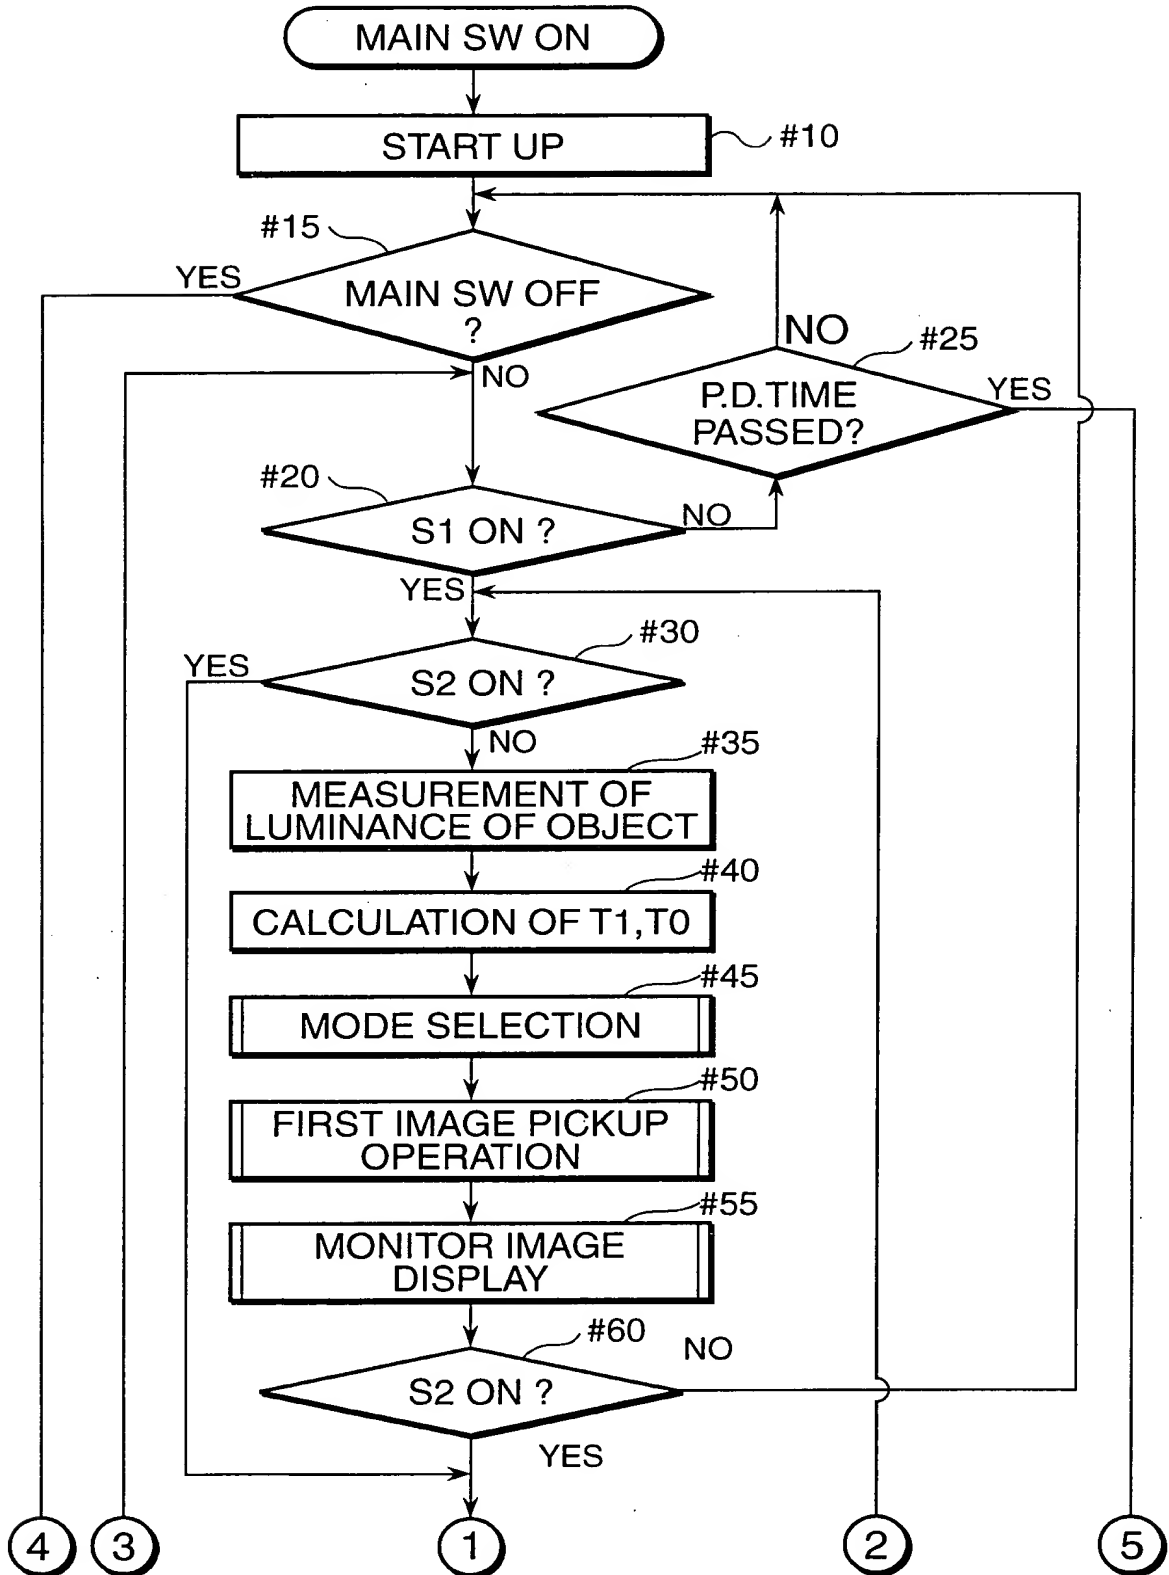 MAIN SW ON
START UP
#10
#15
YES
MAIN SW OFF
?
NO
NO
#25
P.D.TIME
PASSED?
YES
#20
S1 ON ?
NO
YES
#30
YES
S2 ON ?
NO
#35
MEASUREMENT OF
LUMINANCE OF OBJECT
#40
CALCULATION OF T1,T0
#45
MODE SELECTION
#50
FIRST IMAGE PICKUP
OPERATION
#55
MONITOR IMAGE
DISPLAY
#60
NO
S2 ON ?
YES
4
3
1
2
5